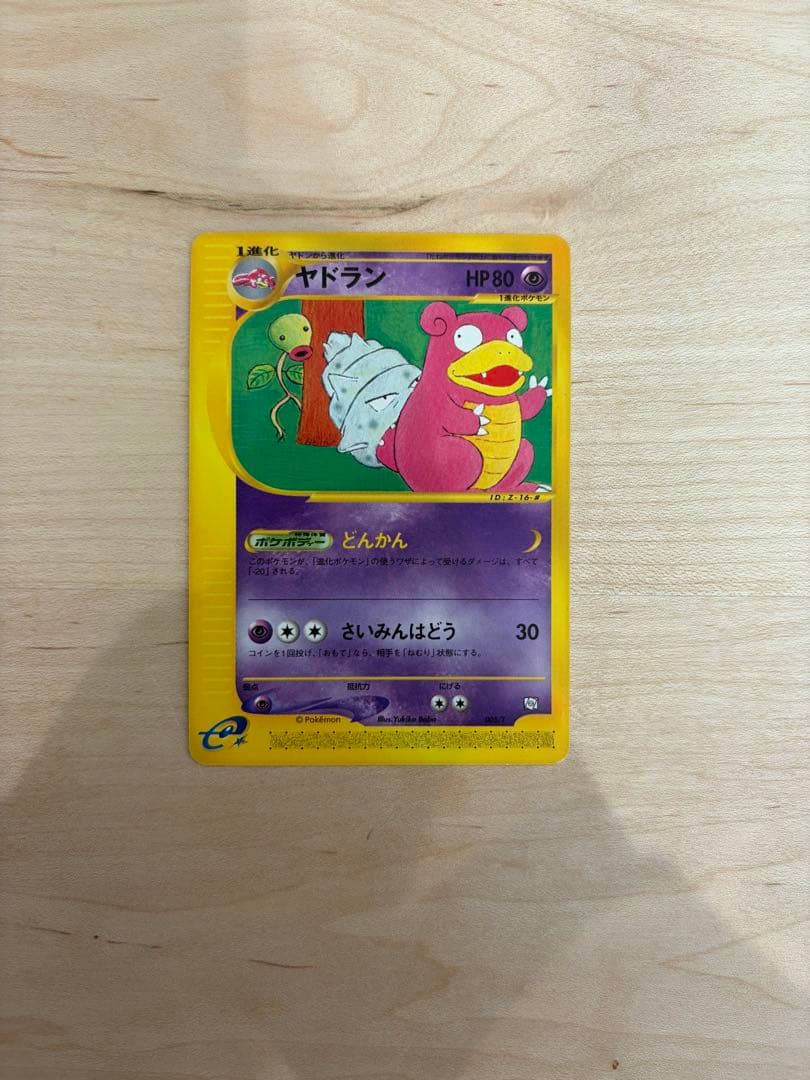 1進化
ヤドンから進化
ヤドラン
HP80
1進化ポケモン
ID:Z-16-#
特殊体質
ポケボディー
どんかん
このポケモンが、「進化ポケモン」の使うワザによって受けるダメージは、すべて
「-20」される。
さいみんはどう 30
コインを1回投げ、「おもて」なら、相手を「ねむり」状態にする。
弱点 抵抗力 にげる
© Pokémon Illus.Yukiko Baba 005/T
e